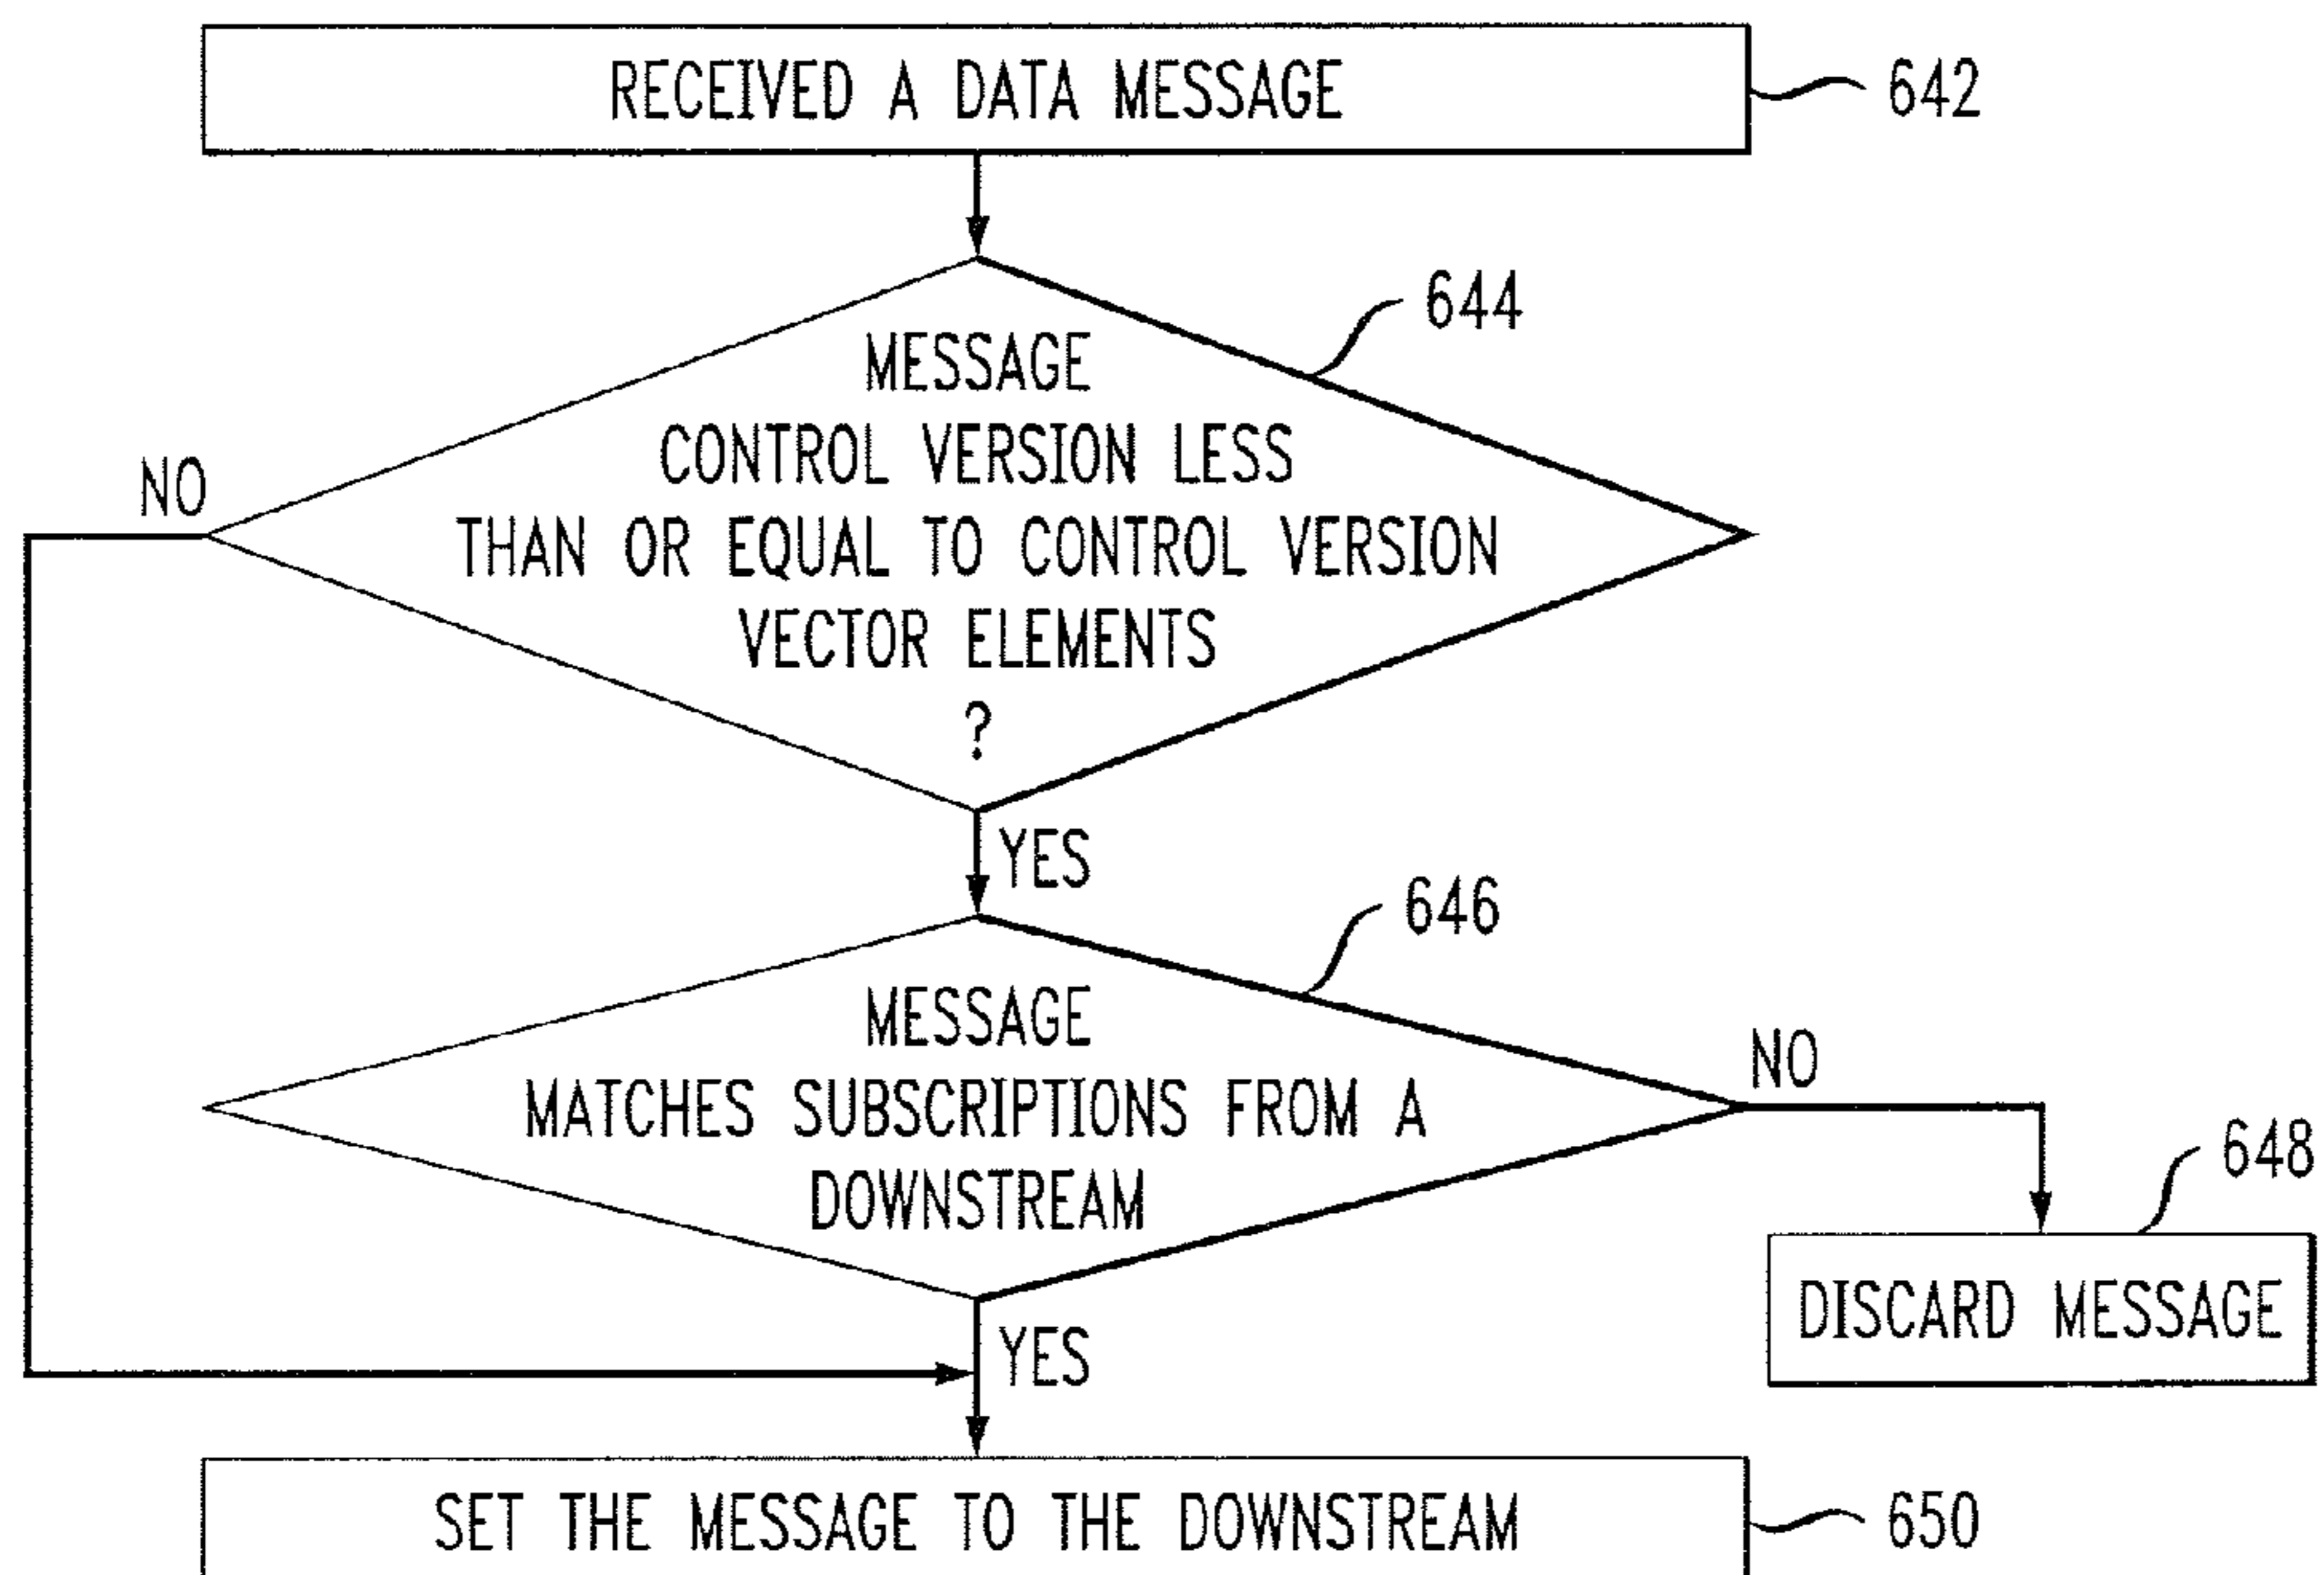 RECEIVED A DATA MESSAGE
642
644
MESSAGE
CONTROL VERSION LESS
THAN OR EQUAL TO CONTROL VERSION
VECTOR ELEMENTS
?
NO
YES
646
MESSAGE
MATCHES SUBSCRIPTIONS FROM A
DOWNSTREAM
NO
648
DISCARD MESSAGE
YES
SET THE MESSAGE TO THE DOWNSTREAM
650